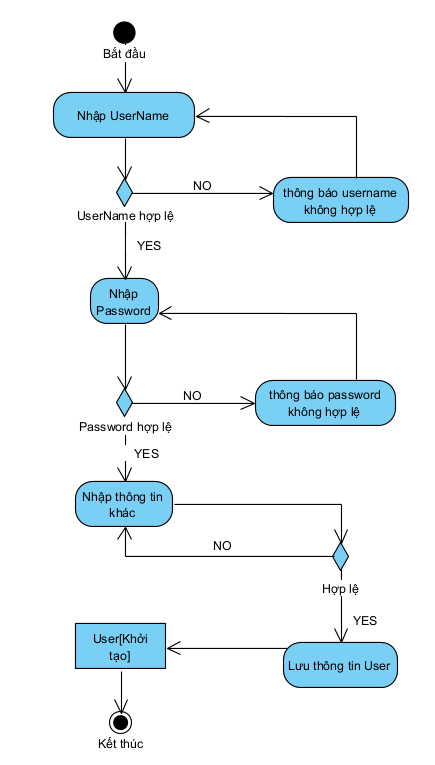 Bắt đầu
Nhập UserName
NO
thông báo username
không hợp lệ
UserName hợp lệ
YES
Nhập
Password
NO
thông báo password
không hợp lệ
Password hợp lệ
YES
Nhập thông tin
khác
NO
Hợp lệ
YES
User[Khởi
tạo]
Lưu thông tin User
Kết thúc